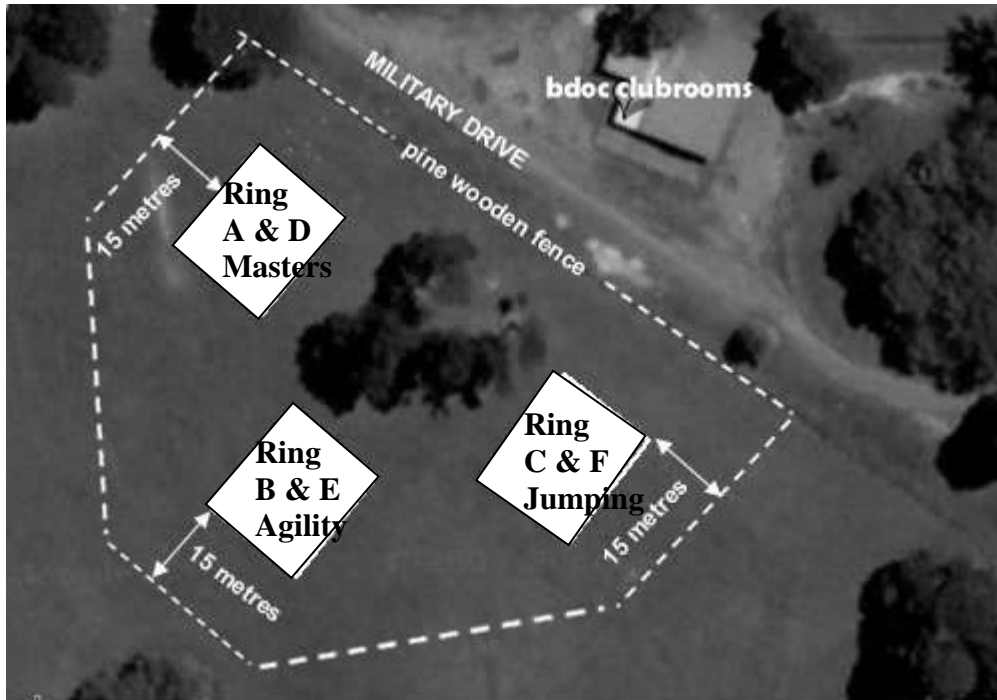 MILITARY DRIVE
bdoc clubrooms
pine wooden fence
15 metres
Ring
A & D
Masters
Ring
B & E
Agility
15 metres
Ring
C & F
Jumping
15 metres